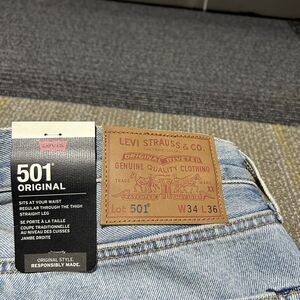 Levi's
501®
ORIGINAL
SITS AT YOUR WAIST
REGULAR THROUGH THE THIGH
STRAIGHT LEG
SE PORTE À LA TAILLE
COUPE TRADITIONNELLE
AU NIVEAU DES CUISSES
JAMBE DROITE
ORIGINAL STYLE.
RESPONSIBLY MADE.
LEVI STRAUSS & CO.
ORIGINAL RIVETED
QUALITY CLOTHING
GENUINE
TRADE
Lot 501® W 34 L 36